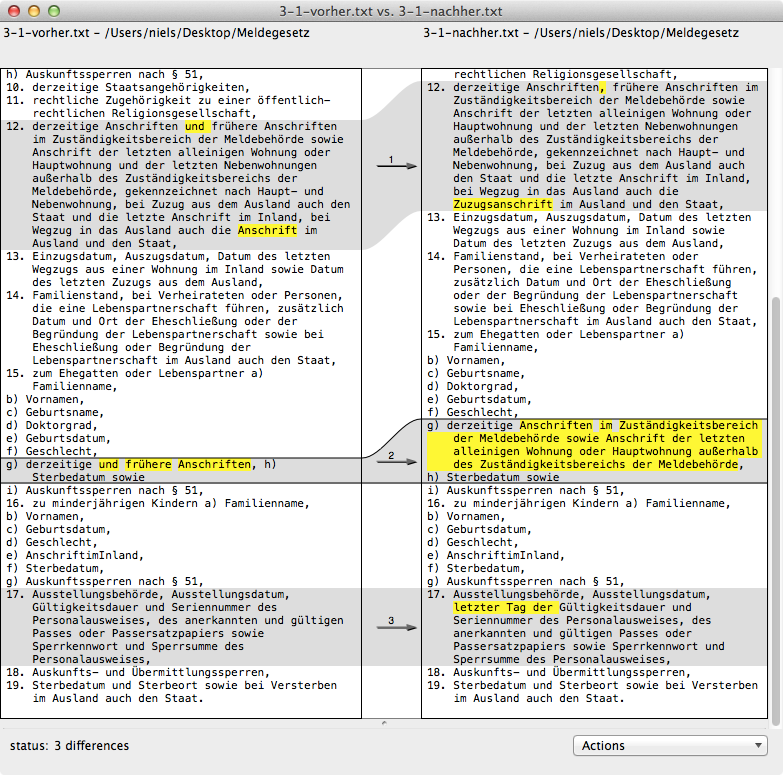 3-1-vorher.txt vs. 3-1-nachher.txt
3-1-vorher.txt – /Users/niels/Desktop/Meldegesetz
3-1-nachher.txt – /Users/niels/Desktop/Meldegesetz
h) Auskunftssperren nach § 51,
10. derzeitige Staatsangehörigkeiten,
11. rechtliche Zugehörigkeit zu einer öffentlich-
rechtlichen Religionsgesellschaft,
12. derzeitige Anschriften und frühere Anschriften
im Zuständigkeitsbereich der Meldebehörde sowie
Anschrift der letzten alleinigen Wohnung oder
Hauptwohnung und der letzten Nebenwohnungen
außerhalb des Zuständigkeitsbereichs der
Meldebehörde, gekennzeichnet nach Haupt- und
Nebenwohnung, bei Zuzug aus dem Ausland auch den
Staat und die letzte Anschrift im Inland, bei
Wegzug in das Ausland auch die Anschrift im
Ausland und den Staat,
13. Einzugsdatum, Auszugsdatum, Datum des letzten
Wegzugs aus einer Wohnung im Inland sowie Datum
des letzten Zuzugs aus dem Ausland,
14. Familienstand, bei Verheirateten oder Personen,
die eine Lebenspartnerschaft führen, zusätzlich
Datum und Ort der Eheschließung oder der
Begründung der Lebenspartnerschaft sowie bei
Eheschließung oder Begründung der
Lebenspartnerschaft im Ausland auch den Staat,
15. zum Ehegatten oder Lebenspartner a)
Familienname,
b) Vornamen,
c) Geburtsname,
d) Doktorgrad,
e) Geburtsdatum,
f) Geschlecht,
g) derzeitige und frühere Anschriften, h)
Sterbedatum sowie
i) Auskunftssperren nach § 51,
16. zu minderjährigen Kindern a) Familienname,
b) Vornamen,
c) Geburtsdatum,
d) Geschlecht,
e) AnschriftimInland,
f) Sterbedatum,
g) Auskunftssperren nach § 51,
17. Ausstellungsbehörde, Ausstellungsdatum,
Gültigkeitsdauer und Seriennummer des
Personalausweises, des anerkannten und gültigen
Passes oder Passersatzpapiers sowie
Sperrkennwort und Sperrsumme des
Personalausweises,
18. Auskunfts- und Übermittlungssperren,
19. Sterbedatum und Sterbeort sowie bei Versterben
im Ausland auch den Staat.
1
2
3
rechtlichen Religionsgesellschaft,
12. derzeitige Anschriften, frühere Anschriften im
Zuständigkeitsbereich der Meldebehörde sowie
Anschrift der letzten alleinigen Wohnung oder
Hauptwohnung und der letzten Nebenwohnungen
außerhalb des Zuständigkeitsbereichs der
Meldebehörde, gekennzeichnet nach Haupt- und
Nebenwohnung, bei Zuzug aus dem Ausland auch
den Staat und die letzte Anschrift im Inland,
bei Wegzug in das Ausland auch die
Zuzugsanschrift im Ausland und den Staat,
13. Einzugsdatum, Auszugsdatum, Datum des letzten
Wegzugs aus einer Wohnung im Inland sowie
Datum des letzten Zuzugs aus dem Ausland,
14. Familienstand, bei Verheirateten oder
Personen, die eine Lebenspartnerschaft führen,
zusätzlich Datum und Ort der Eheschließung
oder der Begründung der Lebenspartnerschaft
sowie bei Eheschließung oder Begründung der
Lebenspartnerschaft im Ausland auch den Staat,
15. zum Ehegatten oder Lebenspartner a)
Familienname,
b) Vornamen,
c) Geburtsname,
d) Doktorgrad,
e) Geburtsdatum,
f) Geschlecht,
g) derzeitige Anschriften im Zuständigkeitsbereich
der Meldebehörde sowie Anschrift der letzten
alleinigen Wohnung oder Hauptwohnung außerhalb
des Zuständigkeitsbereichs der Meldebehörde,
h) Sterbedatum sowie
i) Auskunftssperren nach § 51,
16. zu minderjährigen Kindern a) Familienname,
b) Vornamen,
c) Geburtsdatum,
d) Geschlecht,
e) AnschriftimInland,
f) Sterbedatum,
g) Auskunftssperren nach § 51,
17. Ausstellungsbehörde, Ausstellungsdatum,
letzter Tag der Gültigkeitsdauer und
Seriennummer des Personalausweises, des
anerkannten und gültigen Passes oder
Passersatzpapiers sowie Sperrkennwort und
Sperrsumme des Personalausweises,
18. Auskunfts- und Übermittlungssperren,
19. Sterbedatum und Sterbeort sowie bei Versterben
im Ausland auch den Staat.
status: 3 differences
Actions